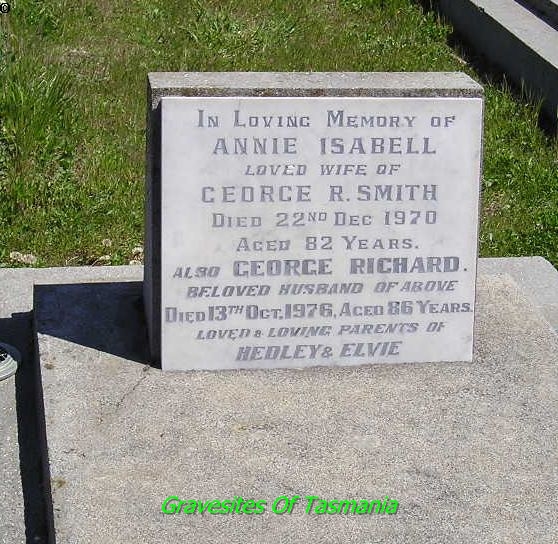 ©
IN LOVING MEMORY OF
ANNIE ISABELL
LOVED WIFE OF
GEORGE R. SMITH
DIED 22ND DEC 1970
AGED 82 YEARS.
ALSO GEORGE RICHARD.
BELOVED HUSBAND OF ABOVE
DIED 13TH OCT. 1976, AGED 86 YEARS.
LOVED & LOVING PARENTS OF
HEDLEY & ELVIE
Gravesites Of Tasmania